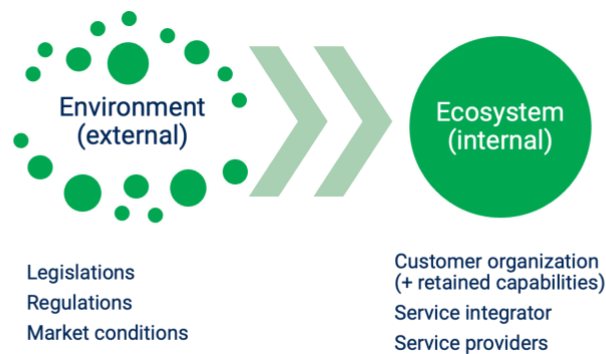 Environment
(external)
Ecosystem
(internal)
Legislations
Regulations
Market conditions
Customer organization
(+ retained capabilities)
Service integrator
Service providers